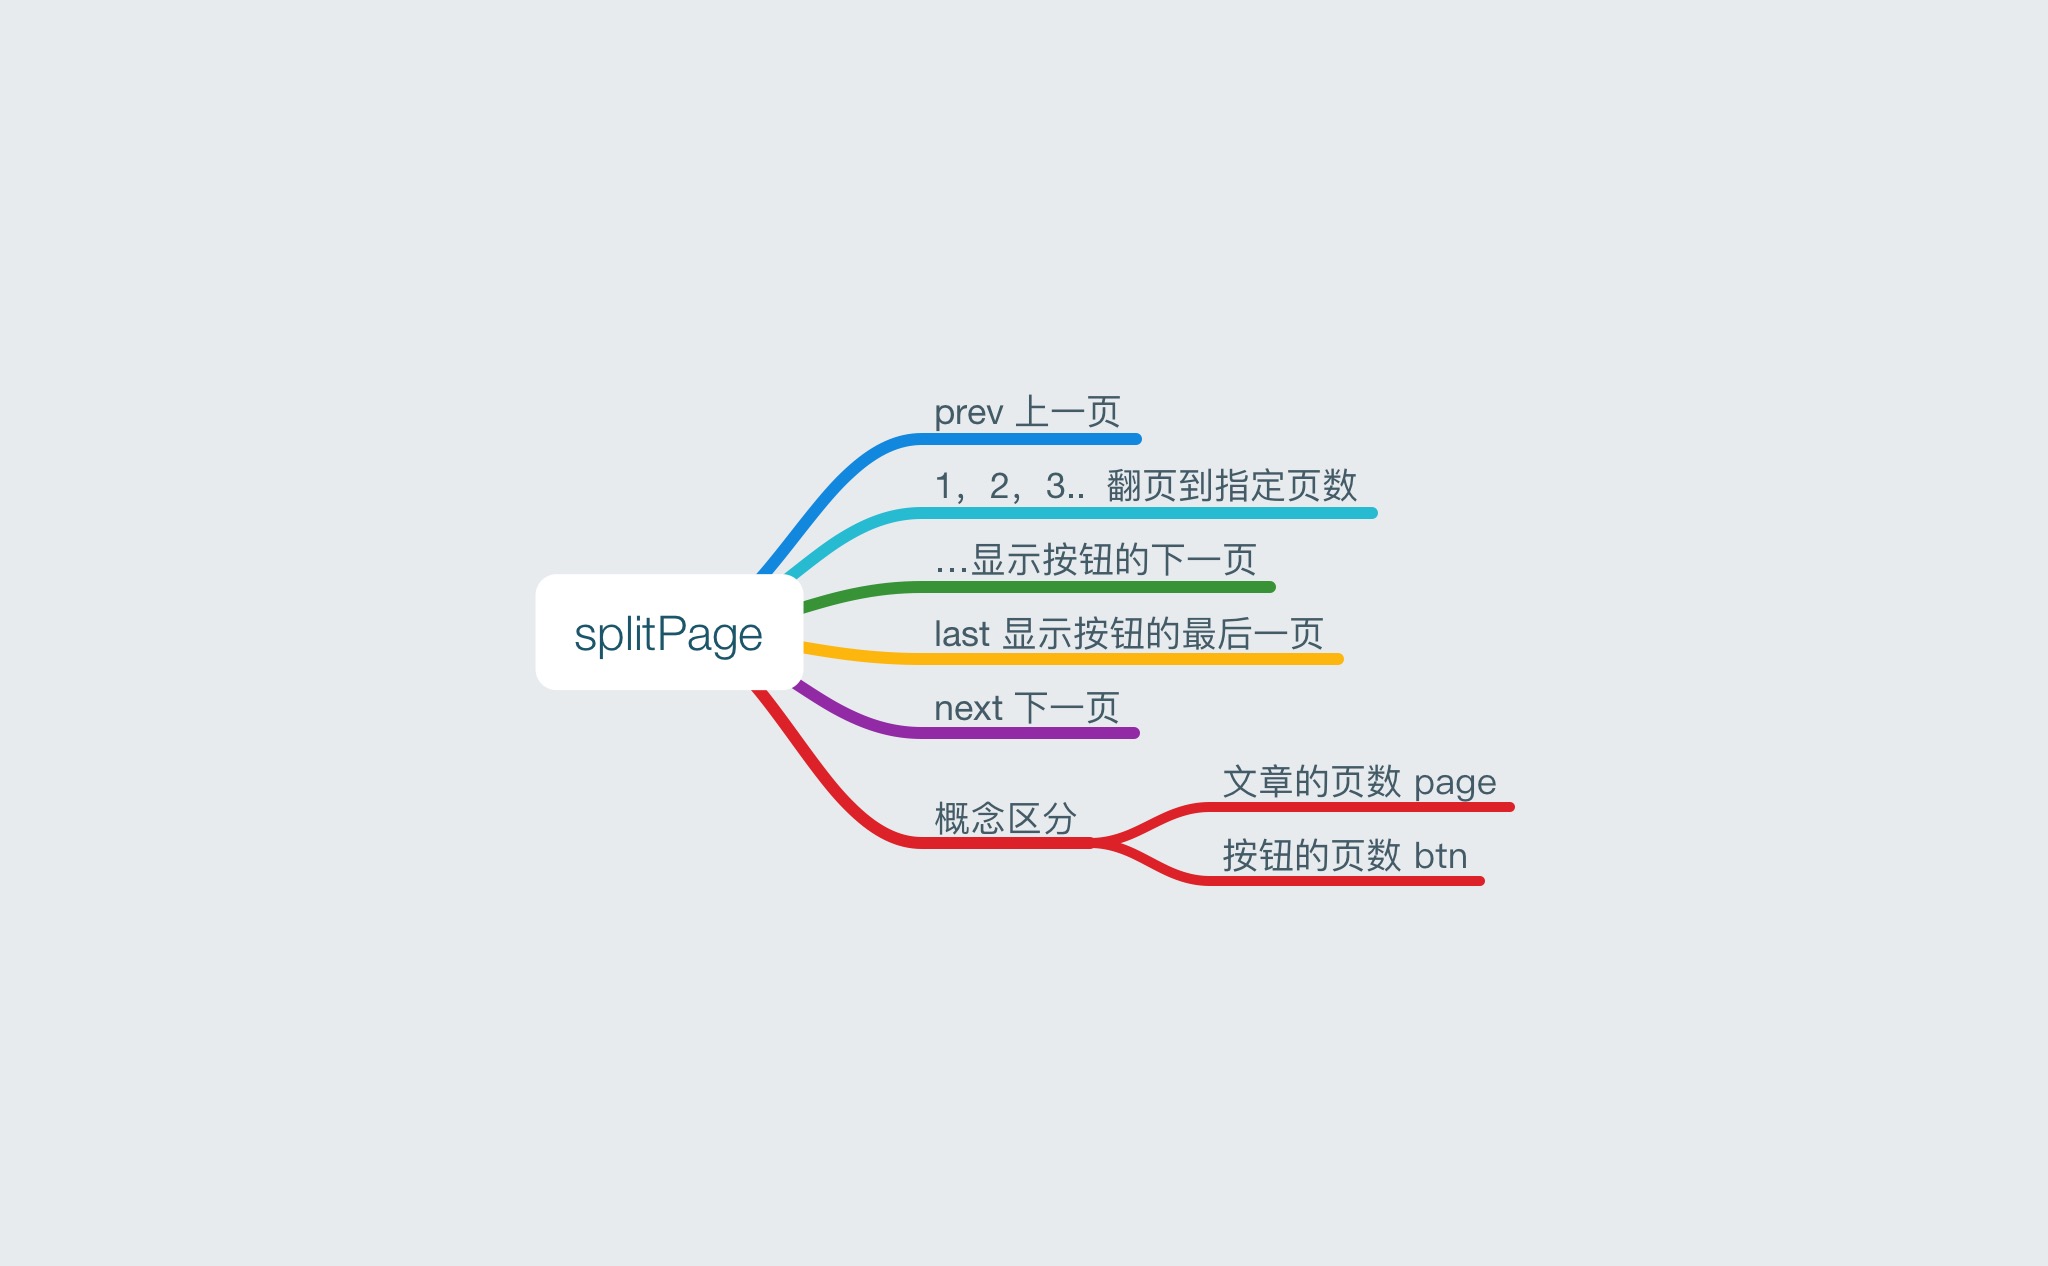 prev 上一页
1，2，3..  翻页到指定页数
...显示按钮的下一页
splitPage
last 显示按钮的最后一页
next 下一页
概念区分
文章的页数 page
按钮的页数 btn